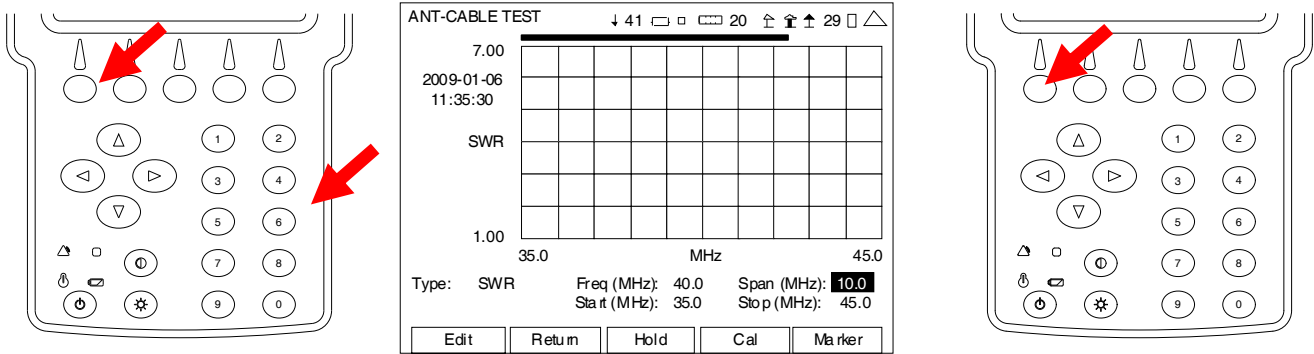 1 2
3 4
5 6
7 8
9 0
ANT-CABLE TEST 41 20 29
7.00
2009-01-06
11:35:30
SWR
1.00
35.0 MHz 45.0
Type: SWR Freq (MHz): 40.0 Span (MHz): 10.0
Start (MHz): 35.0 Stop (MHz): 45.0
Edit Return Hold Cal Marker
1 2
3 4
5 6
7 8
9 0